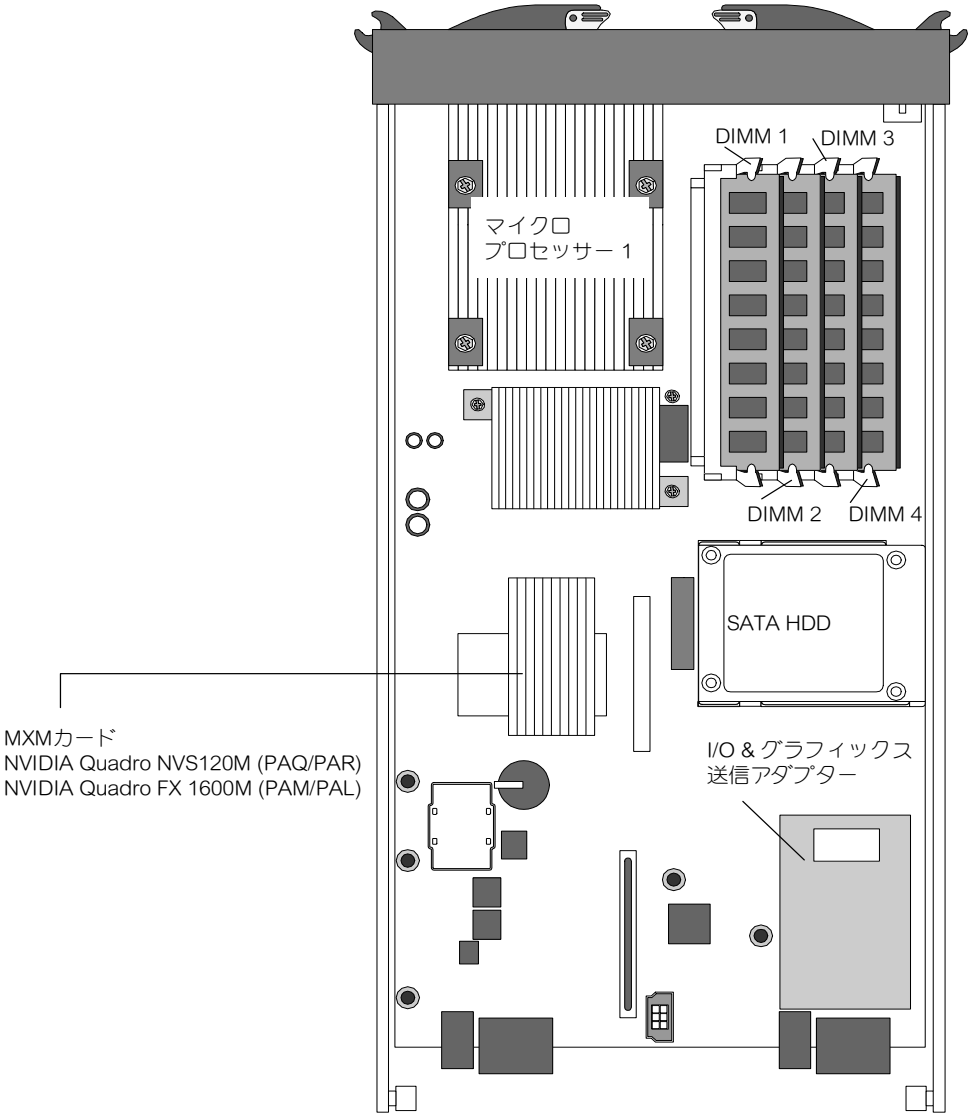 DIMM 1
DIMM 3
マイクロ
プロセッサー 1
DIMM 2
DIMM 4
SATA HDD
MXMカード
NVIDIA Quadro NVS120M (PAQ/PAR)
NVIDIA Quadro FX 1600M (PAM/PAL)
I/O & グラフィックス
送信アダプター